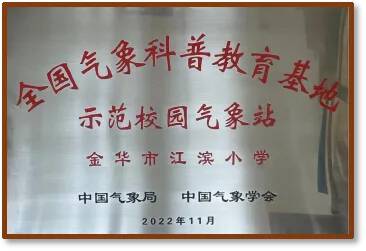 全国气象科普教育基地
示范校园气象站
金华市江滨小学
中国气象局 中国气象学会
2022年11月